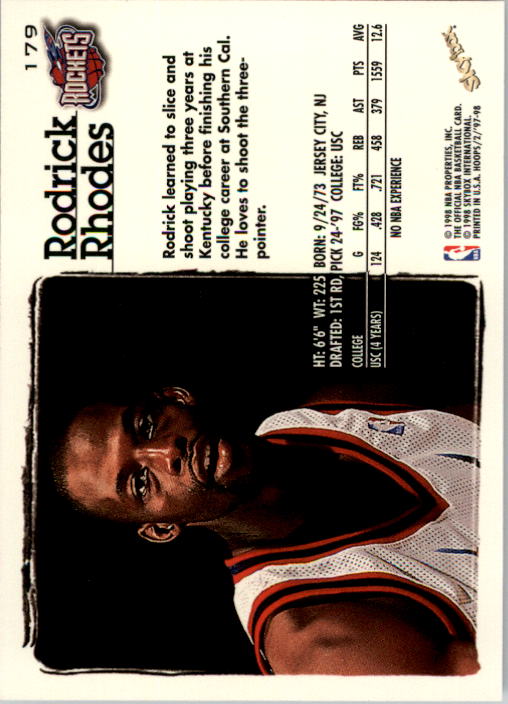 179
ROCKETS
Rodrick
Rhodes
Rodrick learned to slice and
shoot playing three years at
Kentucky before finishing his
college career at Southern Cal.
He loves to shoot the three-
pointer.
HT: 6'6" WT: 225 BORN: 9/24/73 JERSEY CITY, NJ
DRAFTED: 1ST RD, PICK 24-'97 COLLEGE: USC
COLLEGE G FG% FT% REB AST PTS AVG
USC (4 YEARS) 124 .428 .721 458 379 1559 12.6
NO NBA EXPERIENCE
NBA
© 1998 NBA PROPERTIES, INC.
THE OFFICIAL NBA BASKETBALL CARD.
© 1998 SKYBOX INTERNATIONAL.
PRINTED IN U.S.A. HOOPS/2/'97-98
SKYBOX